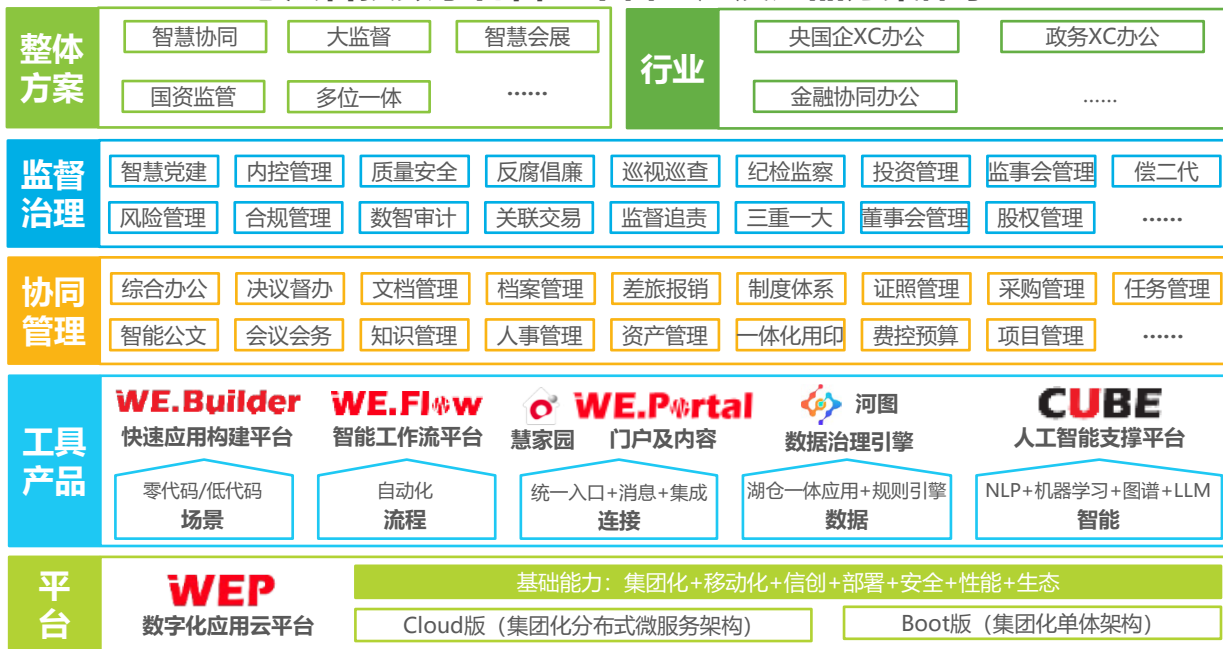 整体
方案
智慧协同
大监督
智慧会展
国资监管
多位一体
······
行业
央国企XC办公
政务XC办公
金融协同办公
······
监督
治理
智慧党建
内控管理
质量安全
反腐倡廉
巡视巡查
纪检监察
投资管理
监事会管理
偿二代
风险管理
合规管理
数智审计
关联交易
监督追责
三重一大
董事会管理
股权管理
······
协同
管理
综合办公
决议督办
文档管理
档案管理
差旅报销
制度体系
证照管理
采购管理
任务管理
智能公文
会议会务
知识管理
人事管理
资产管理
一体化用印
费控预算
项目管理
······
工具
产品
WE.Builder
快速应用构建平台
WE.Flow
智能工作流平台
慧家园
WE.Portal
门户及内容
河图
数据治理引擎
CUBE
人工智能支撑平台
零代码/低代码
场景
自动化
流程
统一入口+消息+集成
连接
湖仓一体应用+规则引擎
数据
NLP+机器学习+图谱+LLM
智能
平
台
WEP
数字化应用云平台
基础能力：集团化+移动化+信创+部署+安全+性能+生态
Cloud版（集团化分布式微服务架构）
Boot版（集团化单体架构）